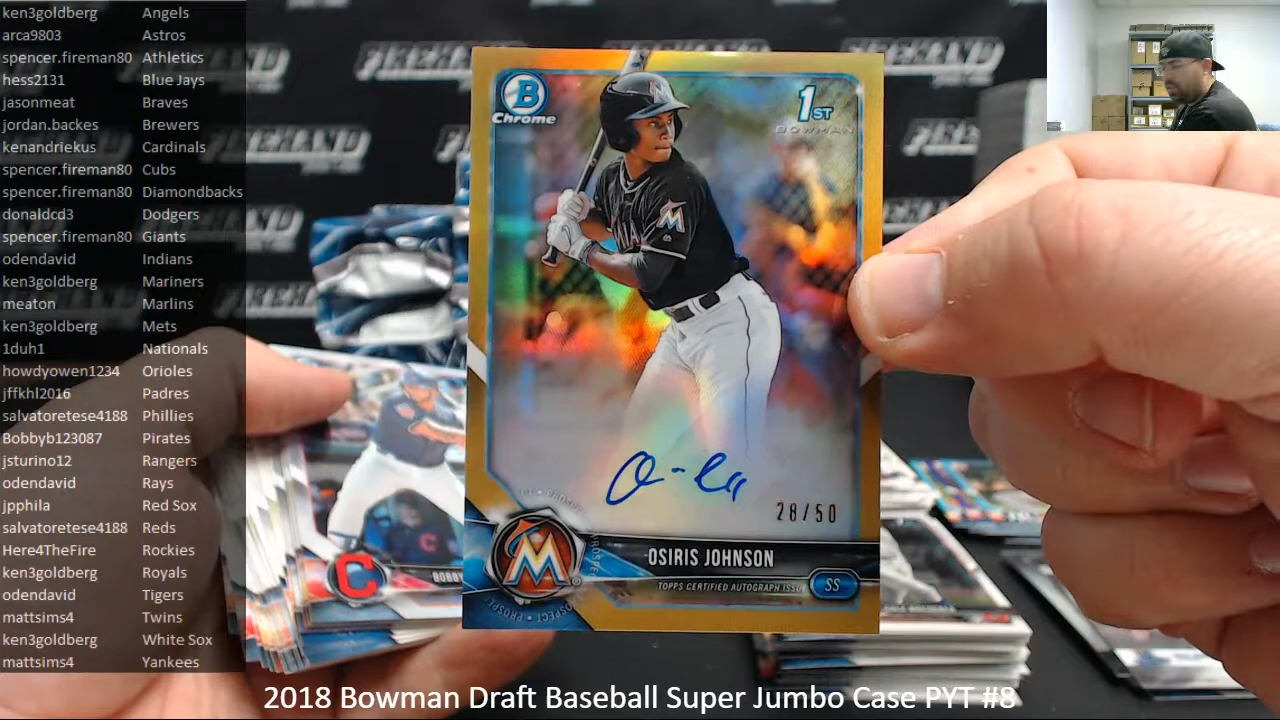 ken3goldberg Angels
arca9803 Astros
spencer.fireman80 Athletics
hess2131 Blue Jays
jasonmeat Braves
jordan.backes Brewers
kenandriekus Cardinals
spencer.fireman80 Cubs
spencer.fireman80 Diamondbacks
donaldcd3 Dodgers
spencer.fireman80 Giants
odendavid Indians
ken3goldberg Mariners
meaton Marlins
ken3goldberg Mets
1duh1 Nationals
howdyowen1234 Orioles
jffkhl2016 Padres
salvatoretese4188 Phillies
Bobbyb123087 Pirates
jsturino12 Rangers
odendavid Rays
jpphila Red Sox
salvatoretese4188 Reds
Here4TheFire Rockies
ken3goldberg Royals
odendavid Tigers
mattsims4 Twins
ken3goldberg White Sox
mattsims4 Yankees
FIREHAND
B
Chrome
1ST
BOWMAN
M
28/50
M
OSIRIS JOHNSON
TOPPS CERTIFIED AUTOGRAPH ISSU
SS
PROSPECT
C
BOBBY
2018 Bowman Draft Baseball Super Jumbo Case PYT #8